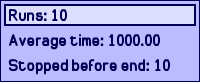 Runs: 10
Average time: 1000.00
Stopped before end: 10